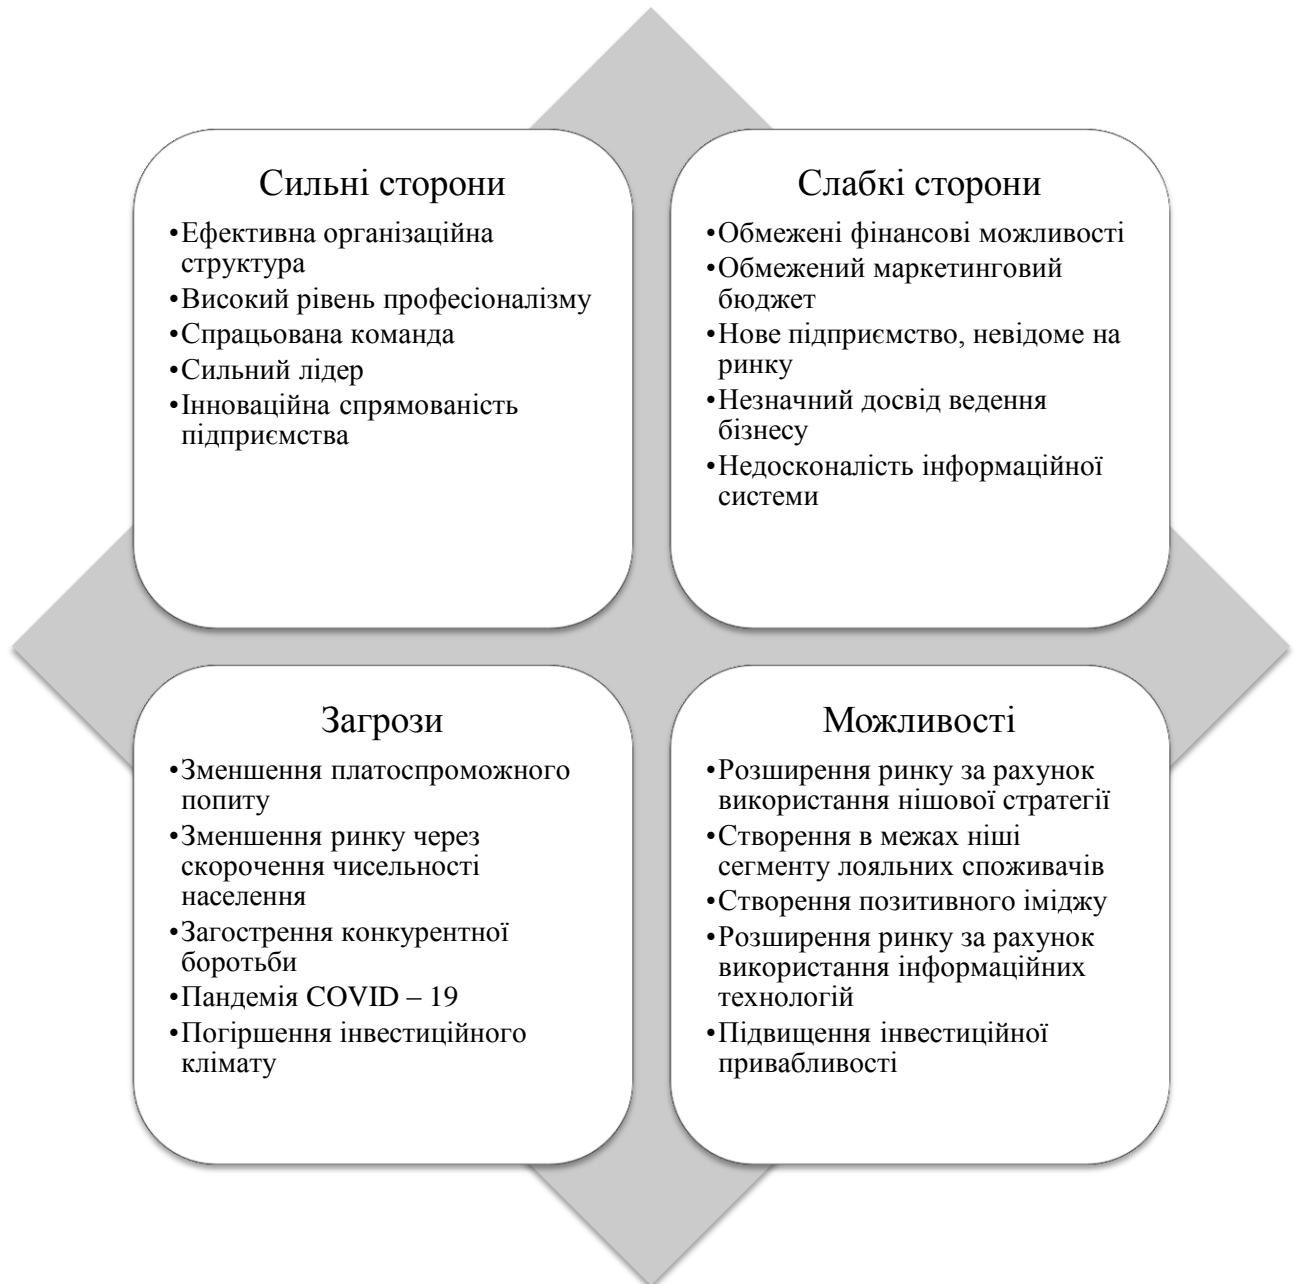 Сильні сторони
•Ефективна організаційна
структура
•Високий рівень професіоналізму
•Спрацьована команда
•Сильний лідер
•Інноваційна спрямованість
підприємства
Слабкі сторони
•Обмежені фінансові можливості
•Обмежений маркетинговий
бюджет
•Нове підприємство, невідоме на
ринку
•Незначний досвід ведення
бізнесу
•Недосконалість інформаційної
системи
Загрози
•Зменшення платоспроможного
попиту
•Зменшення ринку через
скорочення чисельності
населення
•Загострення конкурентної
боротьби
•Пандемія COVID – 19
•Погіршення інвестиційного
клімату
Можливості
•Розширення ринку за рахунок
використання нішової стратегії
•Створення в межах ніші
сегменту лояльних споживачів
•Створення позитивного іміджу
•Розширення ринку за рахунок
використання інформаційних
технологій
•Підвищення інвестиційної
привабливості